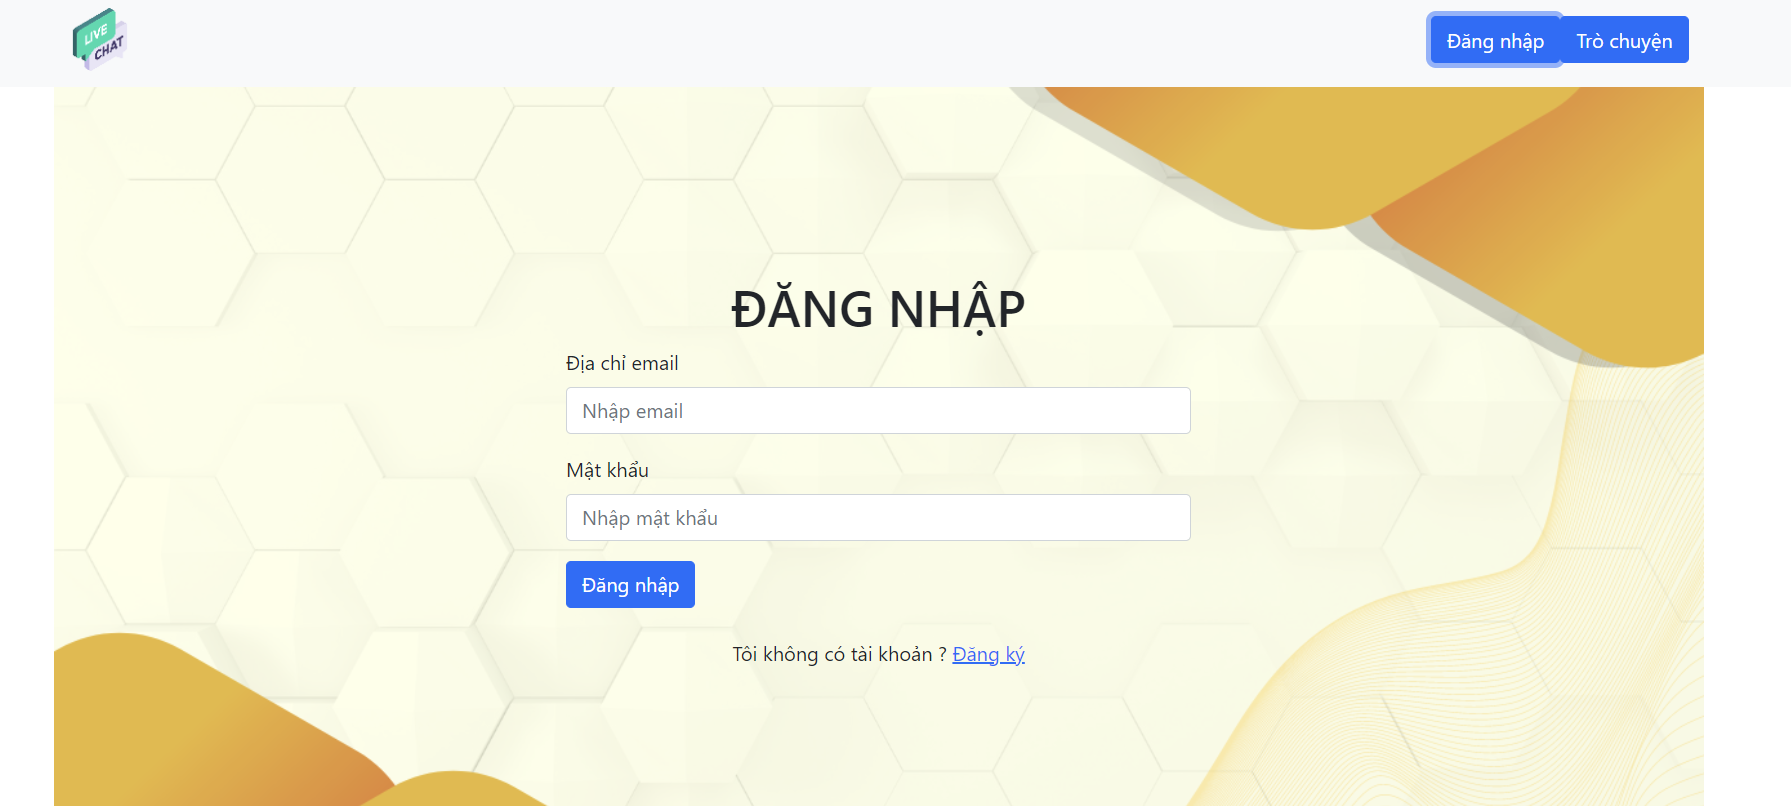 LIVE
CHAT
Đăng nhập
Trò chuyện
ĐĂNG NHẬP
Địa chỉ email
Nhập email
Mật khẩu
Nhập mật khẩu
Đăng nhập
Tôi không có tài khoản ? Đăng ký